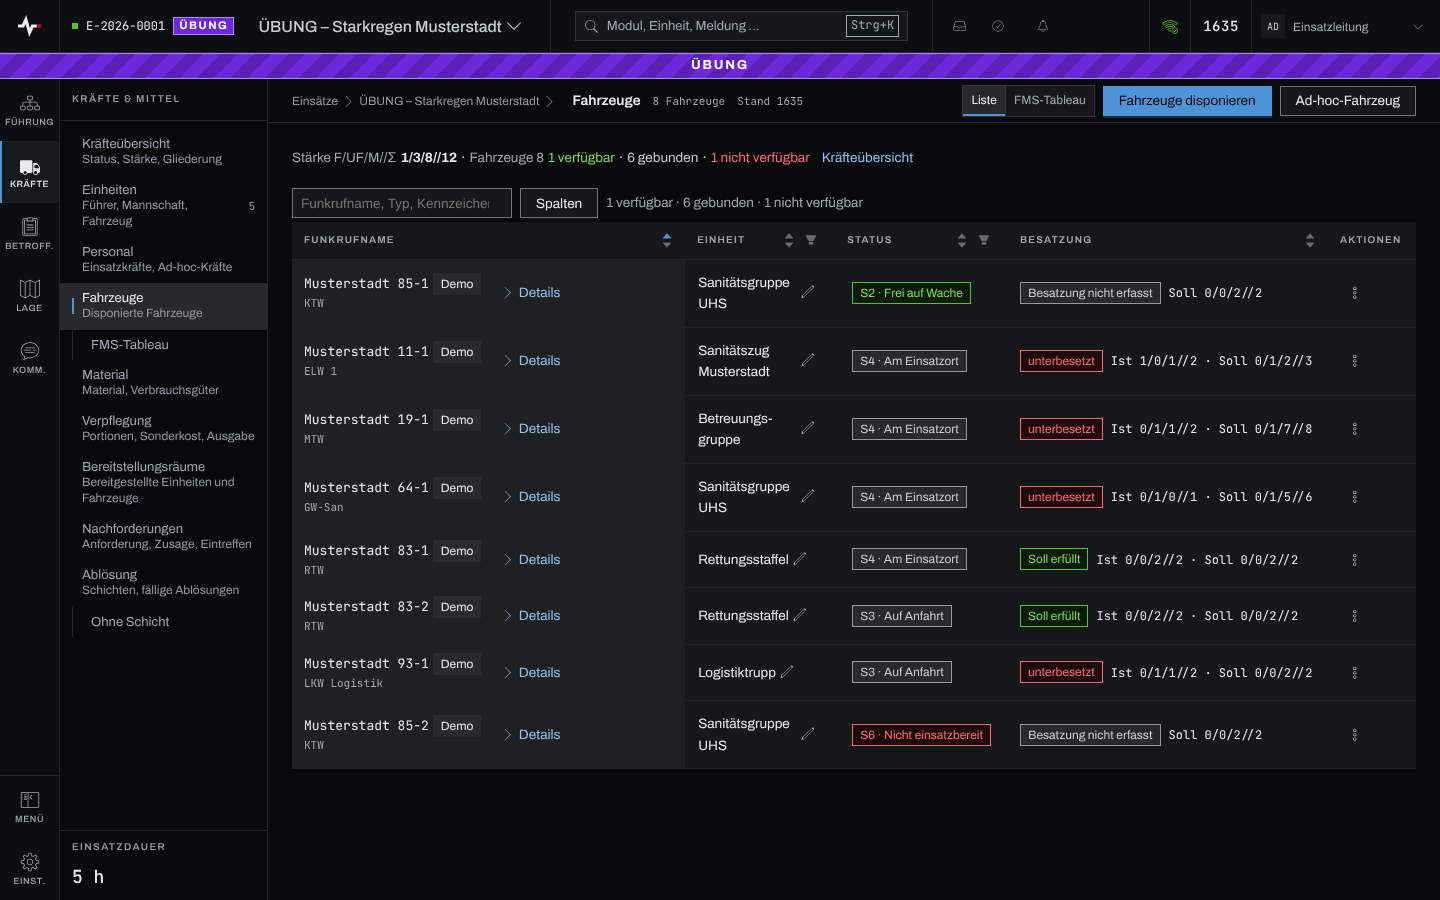 E-2026-0001 ÜBUNG ÜBUNG – Starkregen Musterstadt Modul, Einheit, Meldung ... Strg+K 1635 AD Einsatzleitung
ÜBUNG
FÜHRUNG
KRÄFTE
BETROFF.
LAGE
KOMM.
MENÜ
EINST.
KRÄFTE & MITTEL
Kräfteübersicht
Status, Stärke, Gliederung
Einheiten
Führer, Mannschaft,
Fahrzeug
5
Personal
Einsatzkräfte, Ad-hoc-Kräfte
Fahrzeuge
Disponierte Fahrzeuge
FMS-Tableau
Material
Material, Verbrauchsgüter
Verpflegung
Portionen, Sonderkost, Ausgabe
Bereitstellungsräume
Bereitgestellte Einheiten und
Fahrzeuge
Nachforderungen
Anforderung, Zusage, Eintreffen
Ablösung
Schichten, fällige Ablösungen
Ohne Schicht
EINSATZDAUER
5 h
Einsätze ÜBUNG – Starkregen Musterstadt Fahrzeuge 8 Fahrzeuge Stand 1635 Liste FMS-Tableau Fahrzeuge disponieren Ad-hoc-Fahrzeug
Stärke F/UF/M//Σ 1/3/8//12 · Fahrzeuge 8 1 verfügbar · 6 gebunden · 1 nicht verfügbar Kräfteübersicht
Funkrufname, Typ, Kennzeichen Spalten 1 verfügbar · 6 gebunden · 1 nicht verfügbar
FUNKRUFNAME EINHEIT STATUS BESATZUNG AKTIONEN
Musterstadt 85-1 Demo
KTW
Details
Sanitätsgruppe
UHS
S2 · Frei auf Wache
Besatzung nicht erfasst Soll 0/0/2//2
Musterstadt 11-1 Demo
ELW 1
Details
Sanitätszug
Musterstadt
S4 · Am Einsatzort
unterbesetzt Ist 1/0/1//2 · Soll 0/1/2//3
Musterstadt 19-1 Demo
MTW
Details
Betreuungs-
gruppe
S4 · Am Einsatzort
unterbesetzt Ist 0/1/1//2 · Soll 0/1/7//8
Musterstadt 64-1 Demo
GW-San
Details
Sanitätsgruppe
UHS
S4 · Am Einsatzort
unterbesetzt Ist 0/1/0//1 · Soll 0/1/5//6
Musterstadt 83-1 Demo
RTW
Details
Rettungsstaffel
S4 · Am Einsatzort
Soll erfüllt Ist 0/0/2//2 · Soll 0/0/2//2
Musterstadt 83-2 Demo
RTW
Details
Rettungsstaffel
S3 · Auf Anfahrt
Soll erfüllt Ist 0/0/2//2 · Soll 0/0/2//2
Musterstadt 93-1 Demo
LKW Logistik
Details
Logistiktrupp
S3 · Auf Anfahrt
unterbesetzt Ist 0/1/1//2 · Soll 0/0/2//2
Musterstadt 85-2 Demo
KTW
Details
Sanitätsgruppe
UHS
S6 · Nicht einsatzbereit
Besatzung nicht erfasst Soll 0/0/2//2